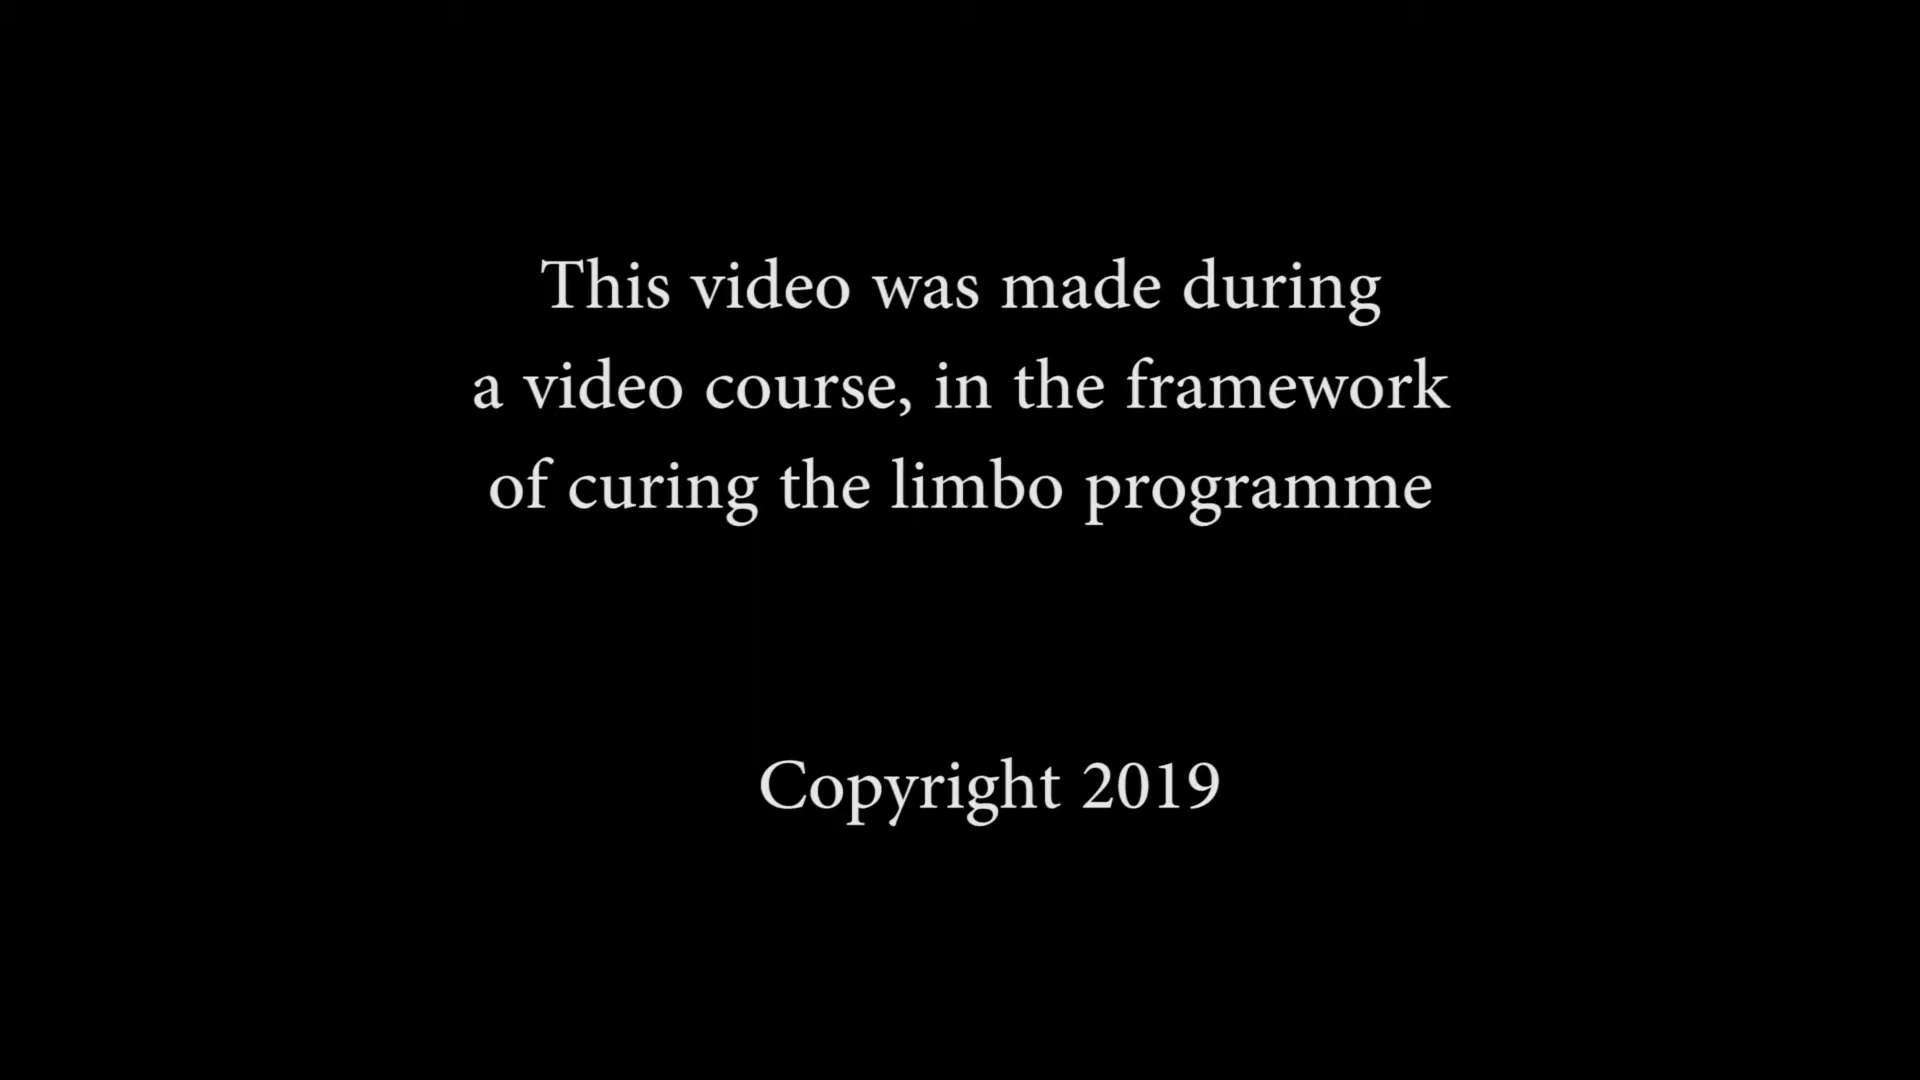 This video was made during
a video course, in the framework
of curing the limbo programme
Copyright 2019